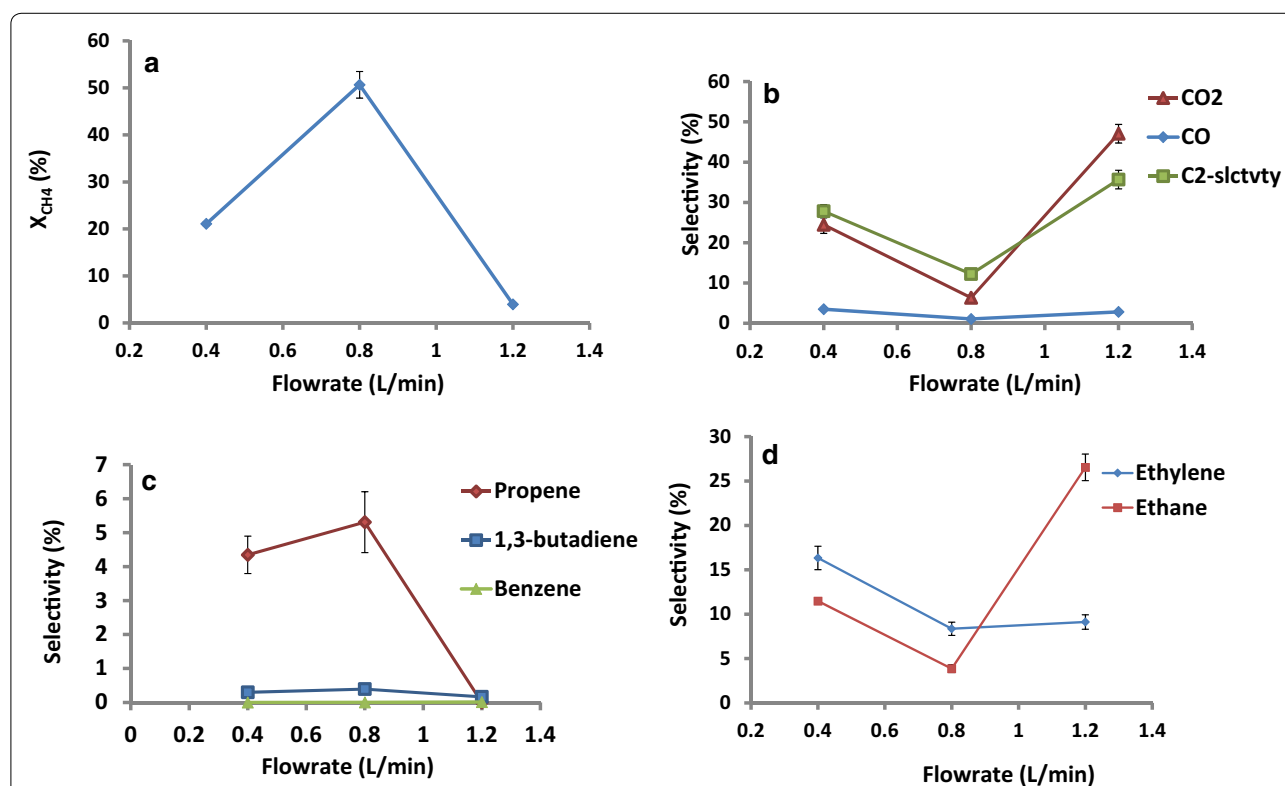 a
60
50
40
30
20
10
0
X_CH4 (%)
0.2 0.4 0.6 0.8 1 1.2 1.4
Flowrate (L/min)
b
60
50
40
30
20
10
0
Selectivity (%)
0.2 0.4 0.6 0.8 1 1.2 1.4
Flowrate (L/min)
CO2
CO
C2-slctvty
c
7
6
5
4
3
2
1
0
Selectivity (%)
0 0.2 0.4 0.6 0.8 1 1.2 1.4
Flowrate (L/min)
Propene
1,3-butadiene
Benzene
d
30
25
20
15
10
5
0
Selectivity (%)
0.2 0.4 0.6 0.8 1 1.2 1.4
Flowrate (L/min)
Ethylene
Ethane